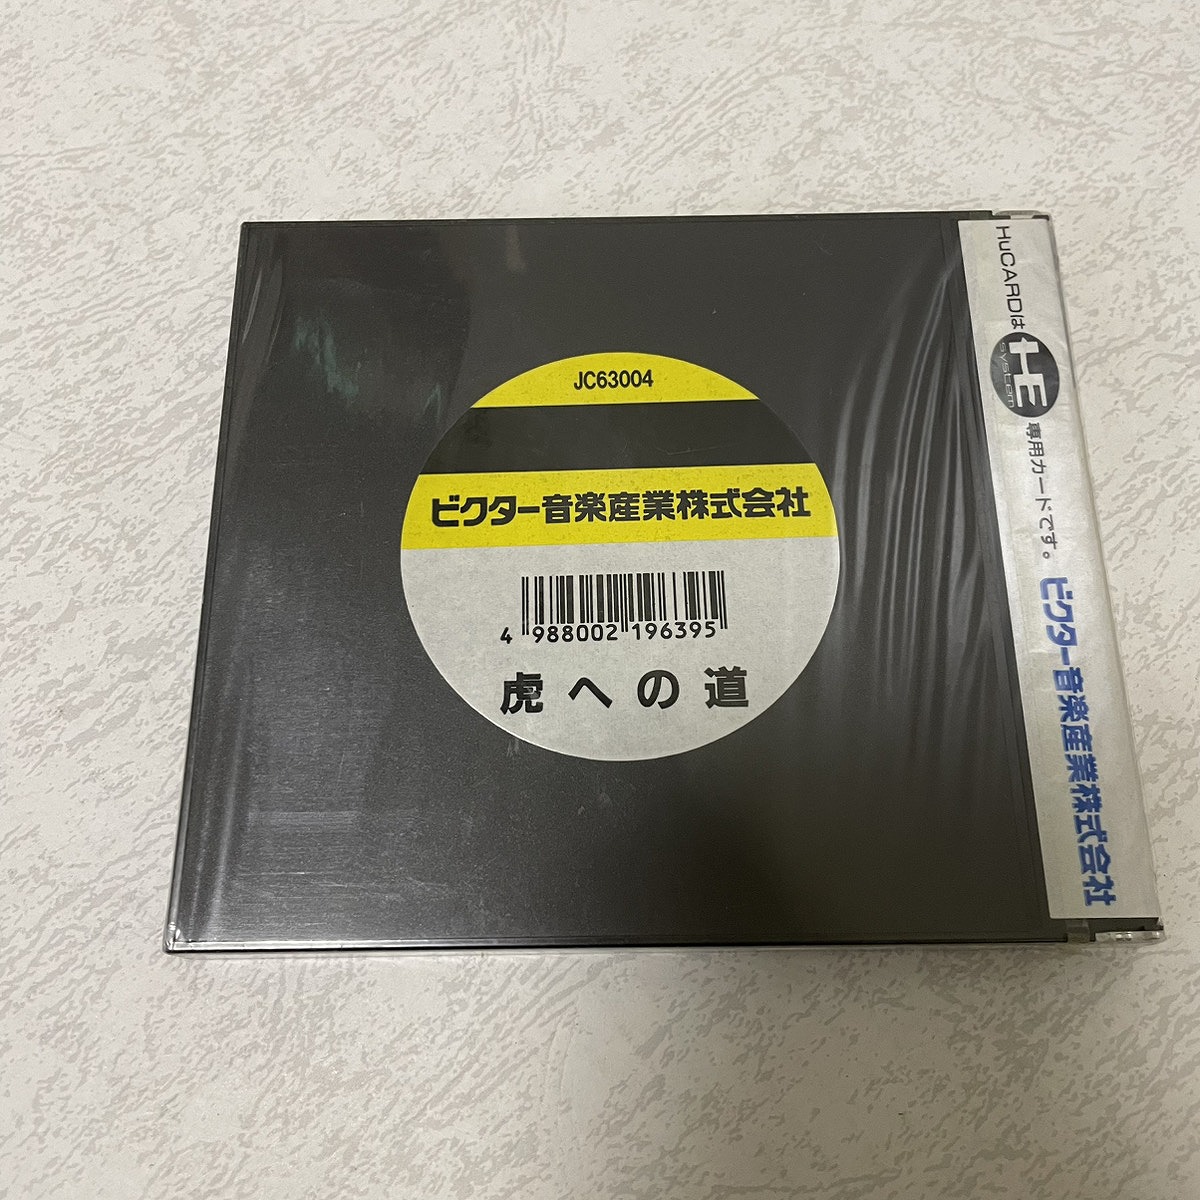 JC63004
ビクター音楽産業株式会社
4 988002 196395
虎への道
HuCARDは HE system 専用カードです。 ビクター音楽産業株式会社